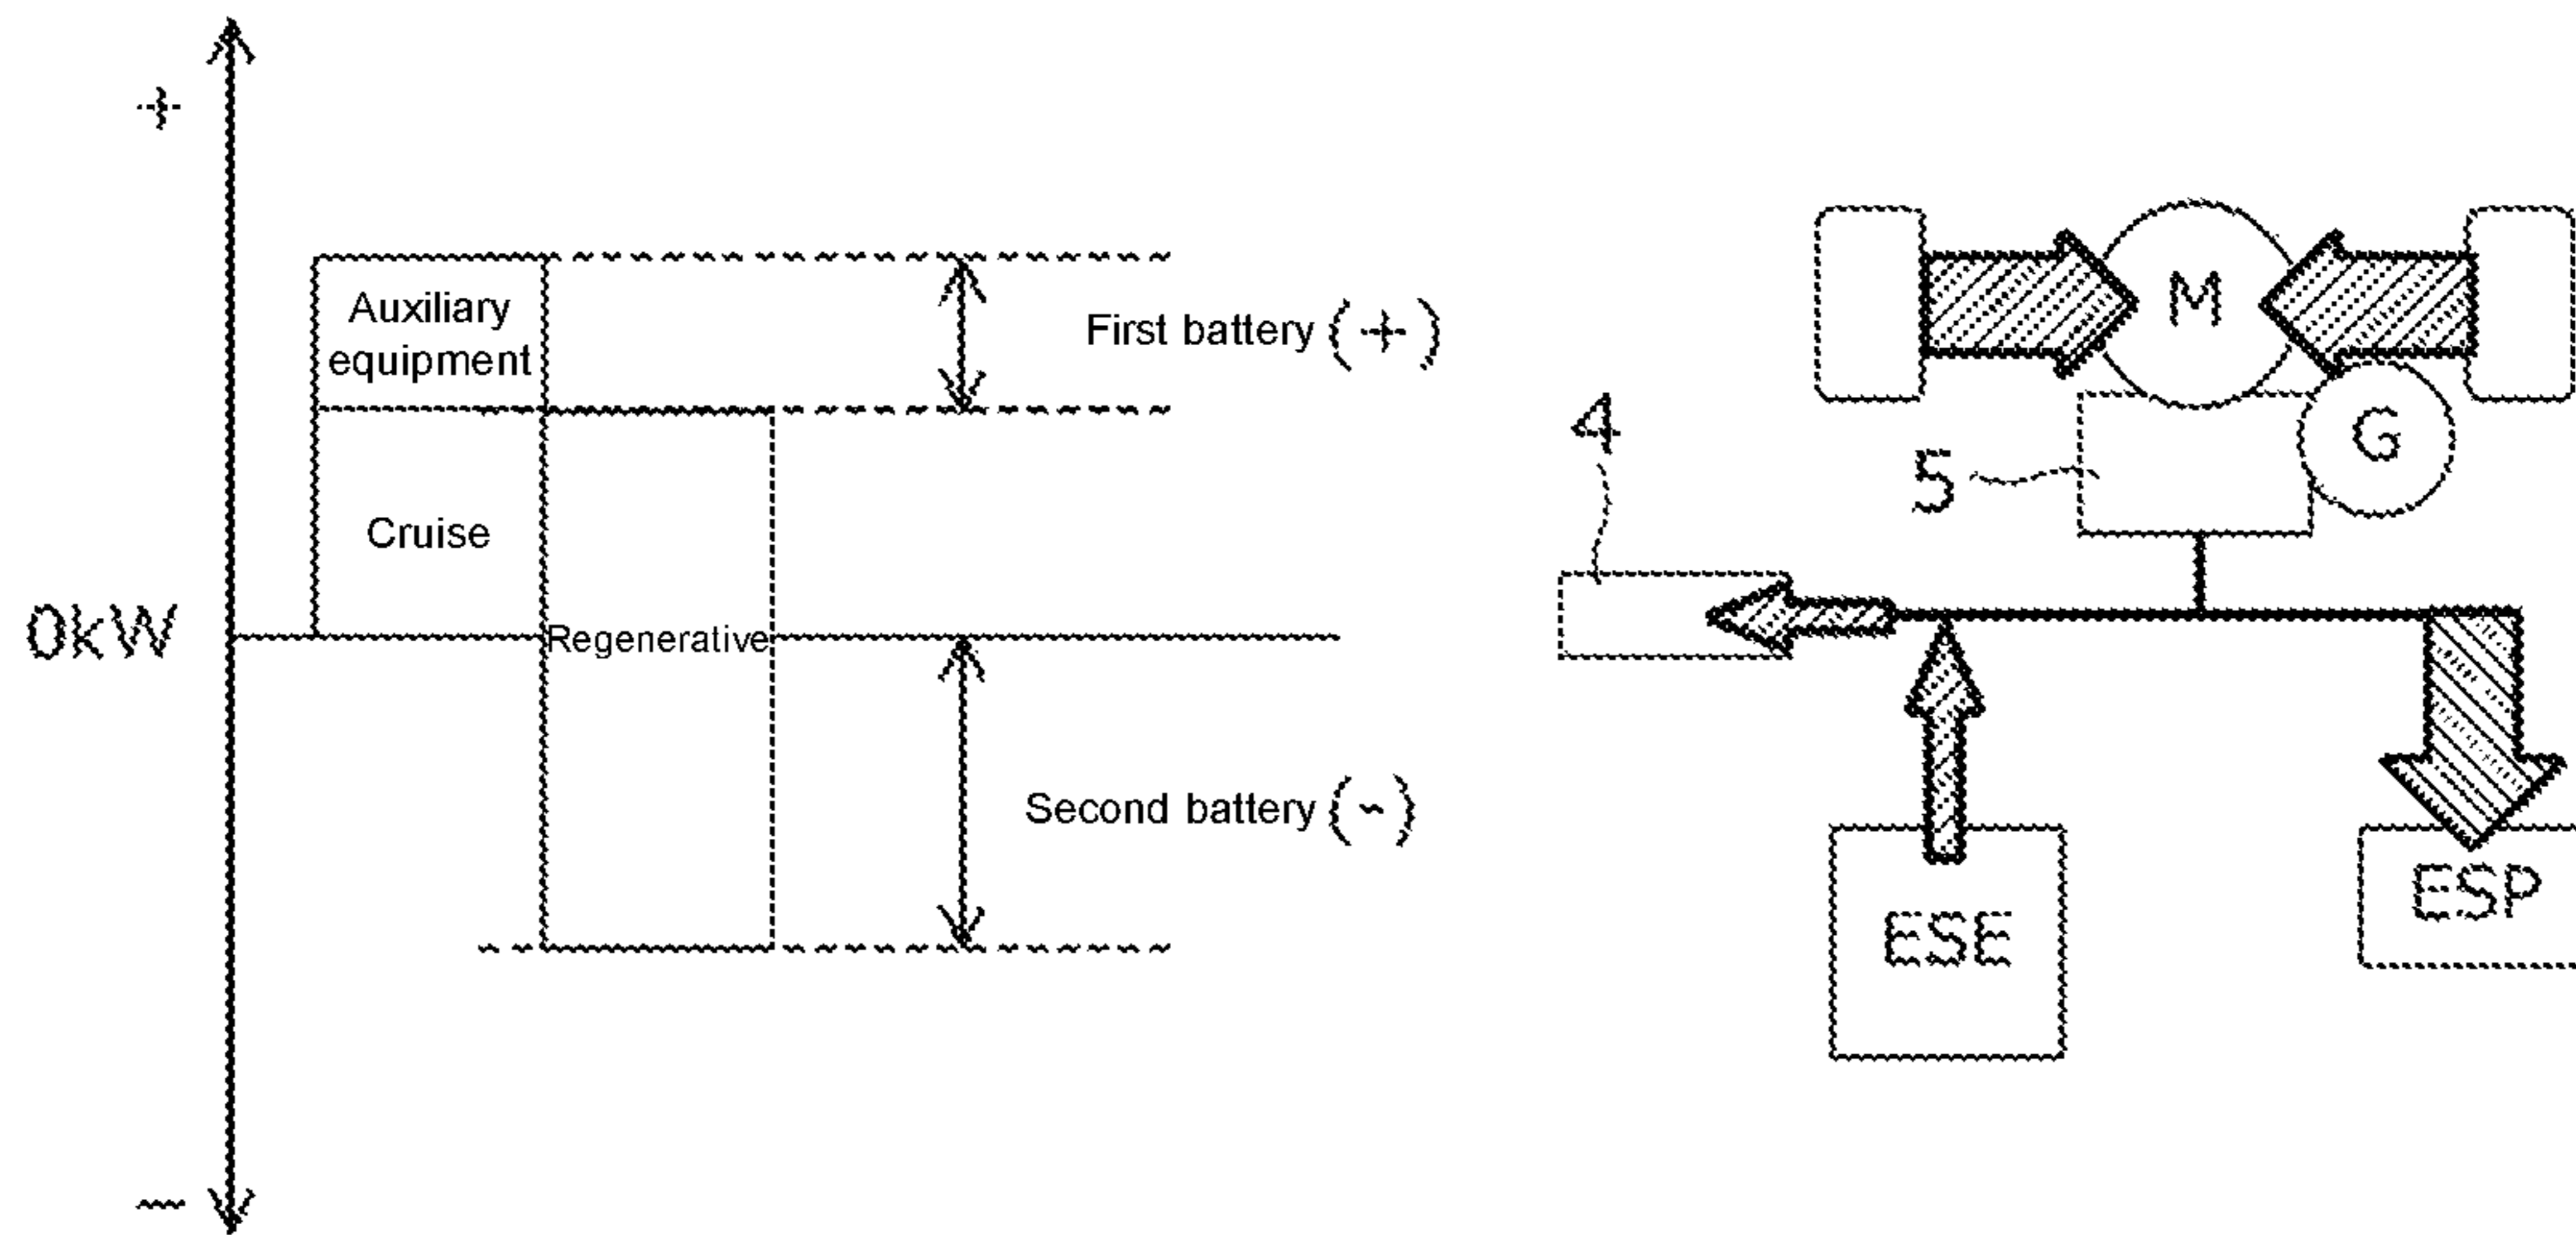 +
Auxiliary
equipment
First battery (+)
Cruise
0kW
Regenerative
Second battery (-)
-
M
G
4
5
ESE
ESP